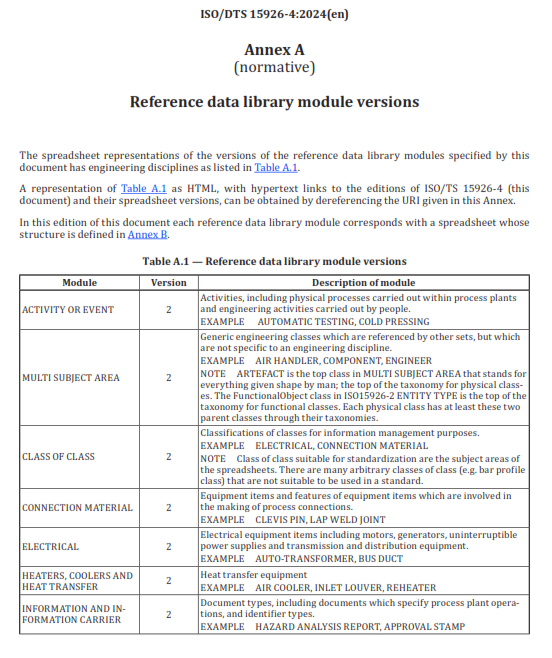 ISO/DTS 15926-4:2024(en)
Annex A
(normative)
Reference data library module versions
The spreadsheet representations of the versions of the reference data library modules specified by this
document has engineering disciplines as listed in Table A.1.
A representation of Table A.1 as HTML, with hypertext links to the editions of ISO/TS 15926-4 (this
document) and their spreadsheet versions, can be obtained by dereferencing the URI given in this Annex.
In this edition of this document each reference data library module corresponds with a spreadsheet whose
structure is defined in Annex B.
Table A.1 — Reference data library module versions
Module Version Description of module
ACTIVITY OR EVENT 2 Activities, including physical processes carried out within process plants
and engineering activities carried out by people.
EXAMPLE AUTOMATIC TESTING, COLD PRESSING
MULTI SUBJECT AREA 2 Generic engineering classes which are referenced by other sets, but which
are not specific to an engineering discipline.
EXAMPLE AIR HANDLER, COMPONENT, ENGINEER
NOTE ARTEFACT is the top class in MULTI SUBJECT AREA that stands for
everything given shape by man; the top of the taxonomy for physical class-
es. The FunctionalObject class in ISO15926-2 ENTITY TYPE is the top of the
taxonomy for functional classes. Each physical class has at least these two
parent classes through their taxonomies.
CLASS OF CLASS 2 Classifications of classes for information management purposes.
EXAMPLE ELECTRICAL, CONNECTION MATERIAL
NOTE Class of class suitable for standardization are the subject areas of
the spreadsheets. There are many arbitrary classes of class (e.g. bar profile
class) that are not suitable to be used in a standard.
CONNECTION MATERIAL 2 Equipment items and features of equipment items which are involved in
the making of process connections.
EXAMPLE CLEVIS PIN, LAP WELD JOINT
ELECTRICAL 2 Electrical equipment items including motors, generators, uninterruptible
power supplies and transmission and distribution equipment.
EXAMPLE AUTO-TRANSFORMER, BUS DUCT
HEATERS, COOLERS AND
HEAT TRANSFER 2 Heat transfer equipment
EXAMPLE AIR COOLER, INLET LOUVER, REHEATER
INFORMATION AND IN-
FORMATION CARRIER 2 Document types, including documents which specify process plant opera-
tions, and identifier types.
EXAMPLE HAZARD ANALYSIS REPORT, APPROVAL STAMP